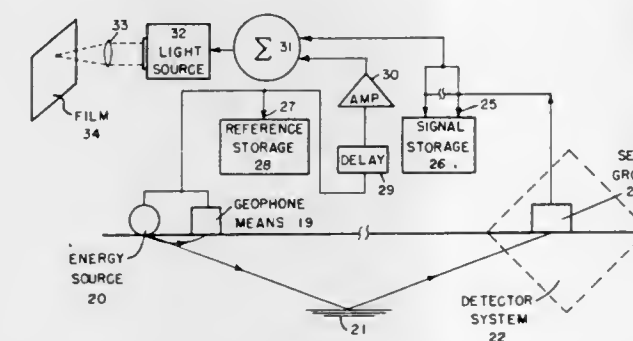 33
32
LIGHT
SOURCE
Σ 31
30
AMP
FILM
34
27
REFERENCE
STORAGE
28
DELAY
29
25
SIGNAL
STORAGE
26
GEOPHONE
MEANS 19
ENERGY
SOURCE
20
21
DETECTOR
SYSTEM
22